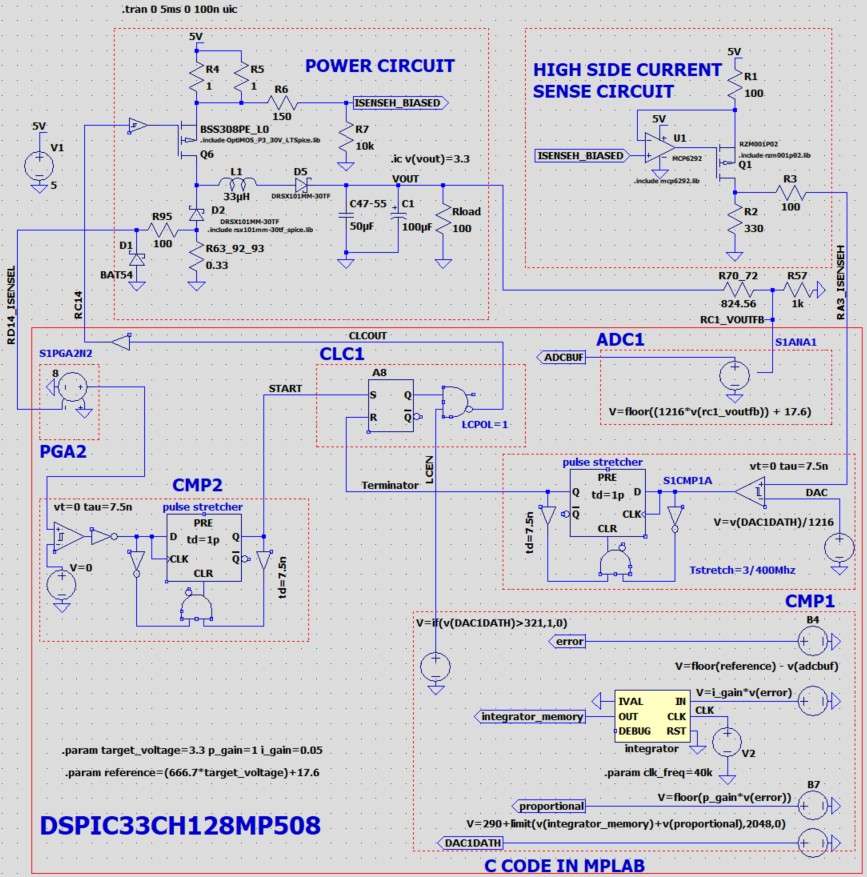 .tran 0 5ms 0 100n uic
5V
R4
1
R5
1
POWER CIRCUIT
R6
150
ISENSEH_BIASED
BSS308PE_L0
.include OptiMOS_P3_30V_LTSpice.lib
Q6
R7
10k
5V
V1
5
.ic v(vout)=3.3
L1
33µH
D5
DRSX101MM-30TF
VOUT
D2
DRSX101MM-30TF
.include rsx101mm-30tf_spice.lib
C47-55
50µF
C1
100µF
Rload
100
R95
100
D1
BAT54
R63_92_93
0.33
HIGH SIDE CURRENT
SENSE CIRCUIT
5V
R1
100
5V
U1
MCP6292
ISENSEH_BIASED
.include mcp6292.lib
RZM001P02
.include rzm001p02.lib
Q1
R3
100
R2
330
R70_72
824.56
R57
1k
RC1_VOUTFB
RA3_ISENSEH
RD14_ISENSEL
RC14
CLCOUT
S1PGA2N2
8
PGA2
START
CLC1
A8
S
Q
R
Q
LCPOL=1
LCEN
Terminator
ADC1
ADCBUF
S1ANA1
V=floor((1216*v(rc1_voutfb)) + 17.6)
CMP2
vt=0 tau=7.5n
pulse stretcher
PRE
td=1p
D
Q
CLK
Q
CLR
V=0
td=7.5n
pulse stretcher
PRE
Q
td=1p
D
Q
CLK
CLR
td=7.5n
S1CMP1A
vt=0 tau=7.5n
DAC
V=v(DAC1DATH)/1216
Tstretch=3/400Mhz
CMP1
V=if(v(DAC1DATH)>321,1,0)
error
B4
V=floor(reference) - v(adcbuf)
IVAL
IN
OUT
CLK
DEBUG
RST
integrator
integrator_memory
V=i_gain*v(error)
CLK
V2
.param clk_freq=40k
V=floor(p_gain*v(error))
B7
proportional
V=290+limit(v(integrator_memory)+v(proportional),2048,0)
DAC1DATH
C CODE IN MPLAB
.param target_voltage=3.3 p_gain=1 i_gain=0.05
.param reference=(666.7*target_voltage)+17.6
DSPIC33CH128MP508